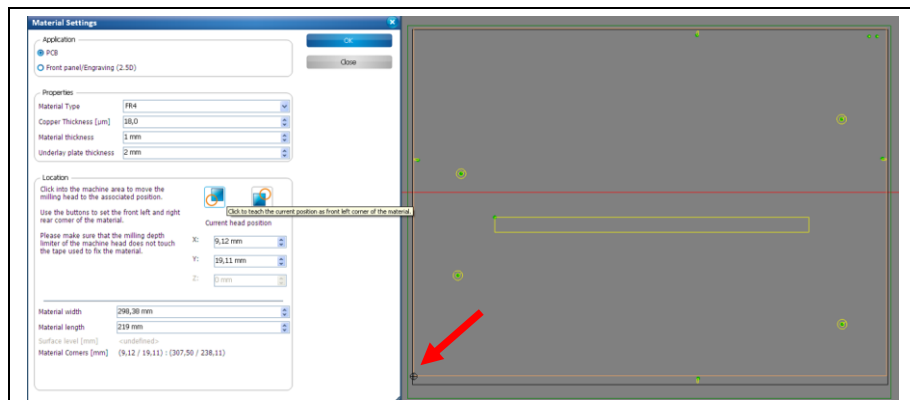 Material Settings
Application
PCB
Front panel/Engraving (2.5D)
OK
Close
Properties
Material Type FR4
Copper Thickness [µm] 18,0
Material thickness 1 mm
Underlay plate thickness 2 mm
Location
Click into the machine area to move the
milling head to the associated position.
Use the buttons to set the front left and right
rear corner of the material.
Please make sure that the milling depth
limiter of the machine head does not touch
the tape used to fix the material.
Click to teach the current position as front left corner of the material.
Current head position
X: 9,12 mm
Y: 19,11 mm
Z: 0 mm
Material width 298,38 mm
Material length 219 mm
Surface level [mm] <undefined>
Material Corners [mm] (9,12 / 19,11) : (307,50 / 238,11)